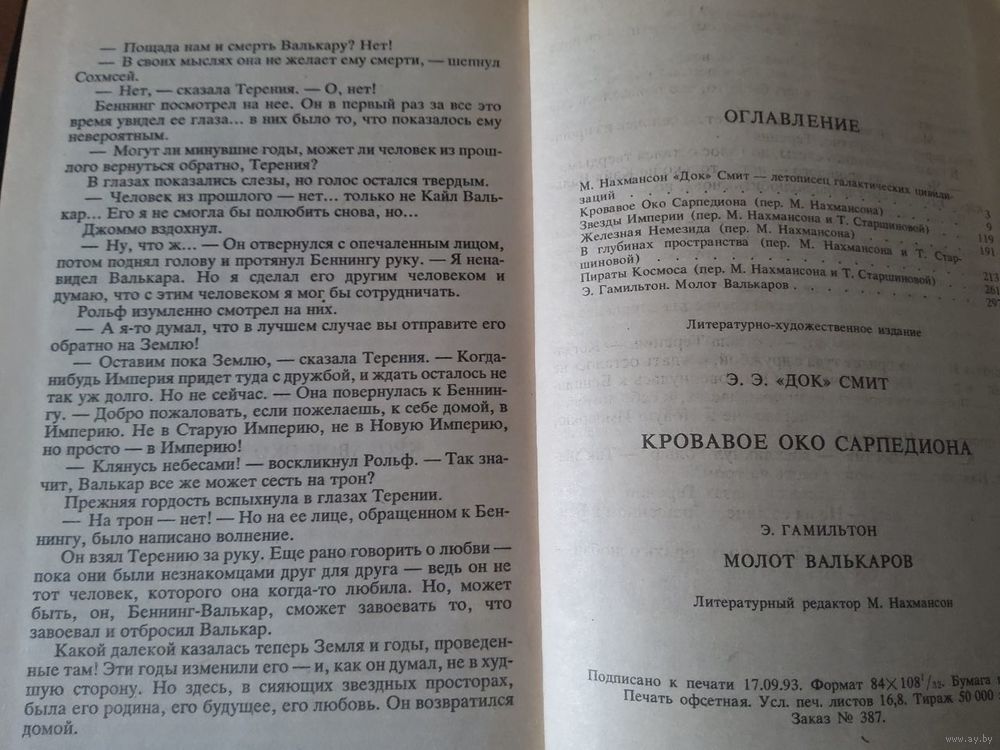 — Пощада нам и смерть Валькару? Нет!
— В своих мыслях она не желает ему смерти, — шепнул
Сохмсей.
— Нет, — сказала Терения. — О, нет!
Беннинг посмотрел на нее. Он в первый раз за все это
время увидел ее глаза... в них было то, что показалось ему
невероятным.
— Могут ли минувшие годы, может ли человек из прош-
лого вернуться обратно, Терения?
В глазах показались слезы, но голос остался твердым.
— Человек из прошлого — нет... только не Кайл Валь-
кар... Его я не смогла бы полюбить снова, но...
Джоммо вздохнул.
— Ну, что ж... — Он отвернулся с опечаленным лицом,
потом поднял голову и протянул Беннингу руку. — Я нена-
видел Валькара. Но я сделал его другим человеком и
думаю, что с этим человеком я мог бы сотрудничать.
Рольф изумленно смотрел на них.
— А я-то думал, что в лучшем случае вы отправите его
обратно на Землю!
— Оставим пока Землю, — сказала Терения. — Когда-
нибудь Империя придет туда с дружбой, и ждать осталось не
так уж долго. Но не сейчас. — Она повернулась к Беннин-
гу. — Добро пожаловать, если пожелаешь, к себе домой, в
Империю. Не в Старую Империю, не в Новую Империю,
но просто — в Империю!
— Клянусь небесами! — воскликнул Рольф. — Так зна-
чит, Валькар все же может сесть на трон?
Прежняя гордость вспыхнула в глазах Терении.
— На трон — нет! — Но на ее лице, обращенном к Бен-
нингу, было написано волнение.
Он взял Терению за руку. Еще рано говорить о любви —
пока они были незнакомцами друг для друга — ведь он не
тот человек, которого она когда-то любила. Но, может
быть, он, Беннинг-Валькар, сможет завоевать то, что
завоевал и отбросил Валькар.
Какой далекой казалась теперь Земля и годы, проведен-
ные там! Эти годы изменили его — и, как он думал, не в худ-
шую сторону. Но здесь, в сияющих звездных просторах,
была его родина, его будущее, его любовь. Он возвратился
домой.
ОГЛАВЛЕНИЕ
М. Нахмансон «Док» Смит — летописец галактических цивили-
заций . . . . . . . . . . . . 3
Кровавое Око Сарпедиона (пер. М. Нахмансона) . . . . 9
Звезды Империи (пер. М. Нахмансона и Т. Старшиновой) . . 119
Железная Немезида (пер. М. Нахмансона) . . . . 191
В глубинах пространства (пер. М. Нахмансона и Т. Стар-
шиновой) . . . . . . . . . . 213
Пираты Космоса (пер. М. Нахмансона и Т. Старшиновой) . . 261
Э. Гамильтон. Молот Валькаров . . . . . . 297
Литературно-художественное издание
Э. Э. «ДОК» СМИТ
КРОВАВОЕ ОКО САРПЕДИОНА
Э. ГАМИЛЬТОН
МОЛОТ ВАЛЬКАРОВ
Литературный редактор М. Нахмансон
Подписано к печати 17.09.93. Формат 84×108¹/₃₂. Бумага
Печать офсетная. Усл. печ. листов 16,8. Тираж 50 000
Заказ № 387.
www.ay.by